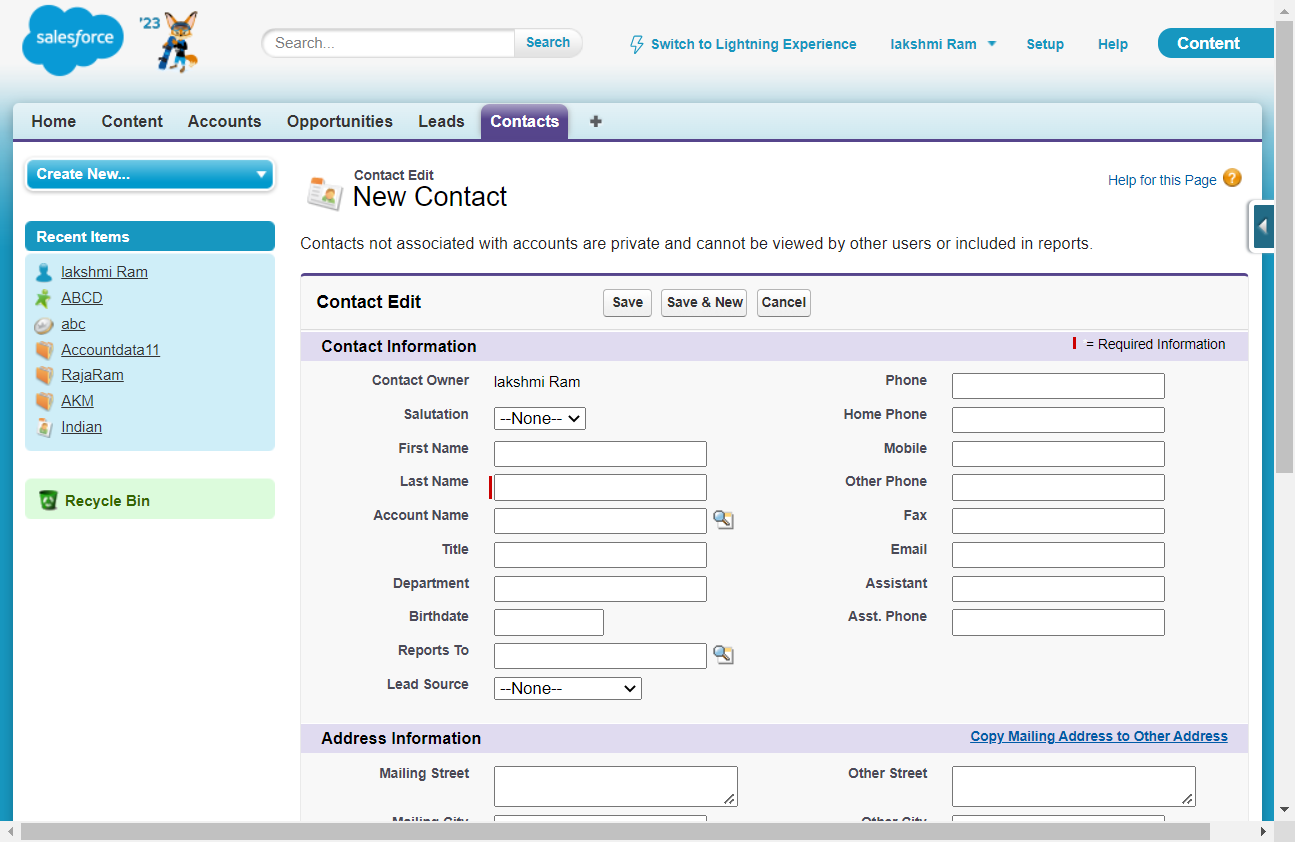 salesforce
'23
Search...
Search
Switch to Lightning Experience
lakshmi Ram
Setup
Help
Content
Home
Content
Accounts
Opportunities
Leads
Contacts
+
Create New...
Recent Items
lakshmi Ram
ABCD
abc
Accountdata11
RajaRam
AKM
Indian
Recycle Bin
Contact Edit
New Contact
Help for this Page ?
Contacts not associated with accounts are private and cannot be viewed by other users or included in reports.
Contact Edit
Save
Save & New
Cancel
Contact Information
= Required Information
Contact Owner
lakshmi Ram
Phone
Salutation
--None--
Home Phone
First Name
Mobile
Last Name
Other Phone
Account Name
Fax
Title
Email
Department
Assistant
Birthdate
Asst. Phone
Reports To
Lead Source
--None--
Address Information
Copy Mailing Address to Other Address
Mailing Street
Other Street
Mailing City
Other City